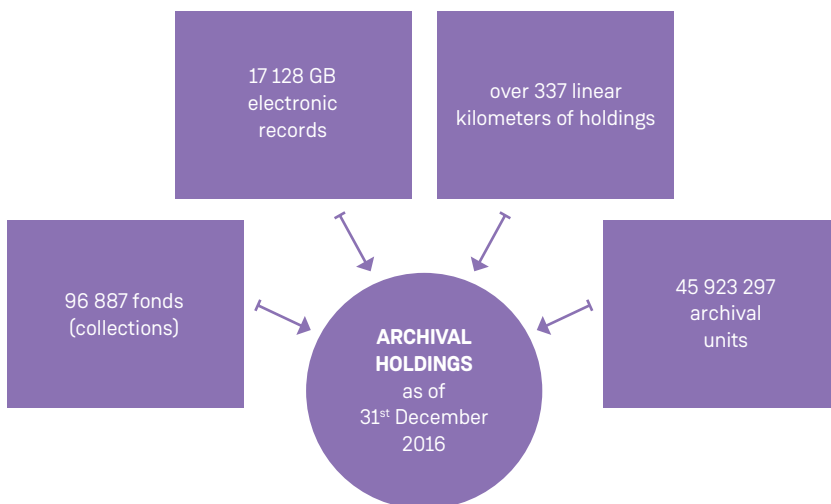 17 128 GB
electronic
records
over 337 linear
kilometers of holdings
96 887 fonds
(collections)
45 923 297
archival
units
ARCHIVAL
HOLDINGS
as of
31st December
2016